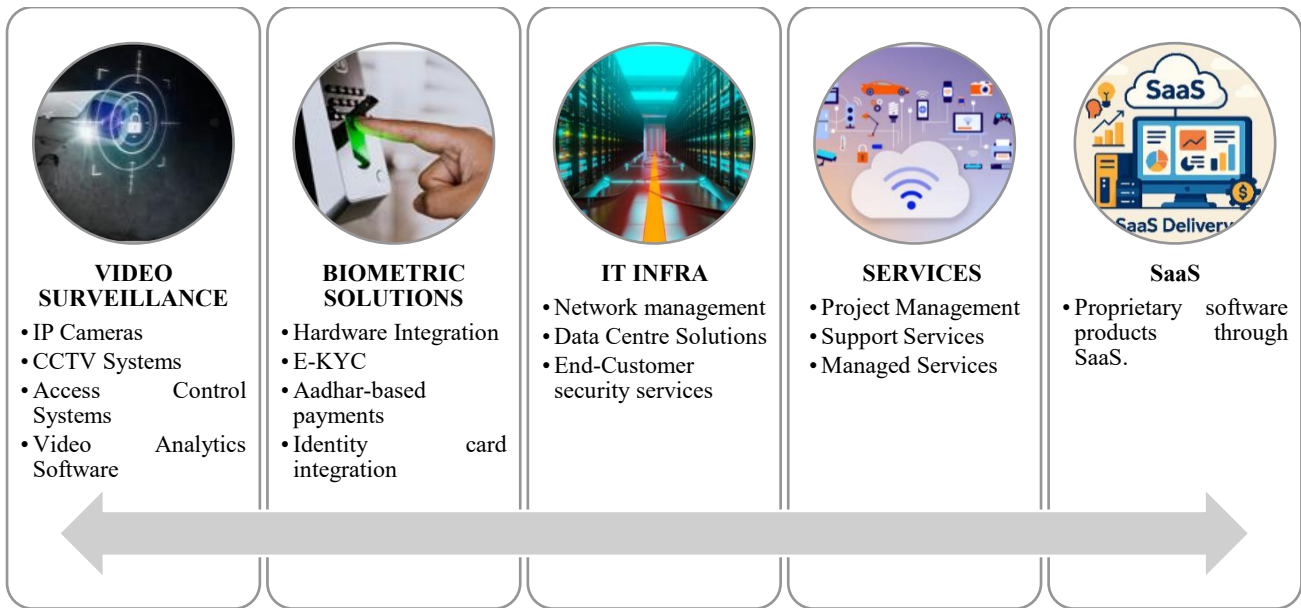 SaaS
SaaS Delivery
VIDEO
SURVEILLANCE
• IP Cameras
• CCTV Systems
• Access Control
Systems
• Video Analytics
Software
BIOMETRIC
SOLUTIONS
• Hardware Integration
• E-KYC
• Aadhar-based
payments
• Identity card
integration
IT INFRA
• Network management
• Data Centre Solutions
• End-Customer
security services
SERVICES
• Project Management
• Support Services
• Managed Services
SaaS
• Proprietary software
products through
SaaS.